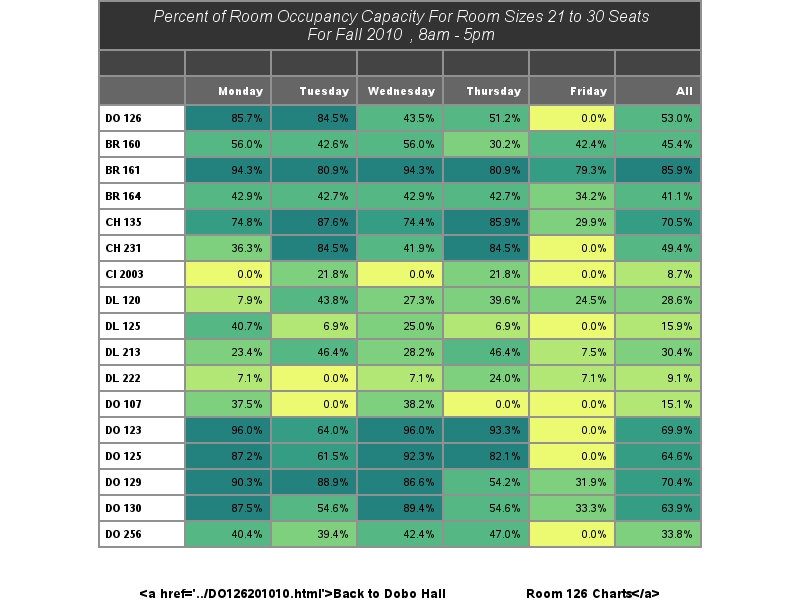 Percent of Room Occupancy Capacity For Room Sizes 21 to 30 Seats
For Fall 2010 , 8am - 5pm
Monday Tuesday Wednesday Thursday Friday All
DO 126 85.7% 84.5% 43.5% 51.2% 0.0% 53.0%
BR 160 56.0% 42.6% 56.0% 30.2% 42.4% 45.4%
BR 161 94.3% 80.9% 94.3% 80.9% 79.3% 85.9%
BR 164 42.9% 42.7% 42.9% 42.7% 34.2% 41.1%
CH 135 74.8% 87.6% 74.4% 85.9% 29.9% 70.5%
CH 231 36.3% 84.5% 41.9% 84.5% 0.0% 49.4%
CI 2003 0.0% 21.8% 0.0% 21.8% 0.0% 8.7%
DL 120 7.9% 43.8% 27.3% 39.6% 24.5% 28.6%
DL 125 40.7% 6.9% 25.0% 6.9% 0.0% 15.9%
DL 213 23.4% 46.4% 28.2% 46.4% 7.5% 30.4%
DL 222 7.1% 0.0% 7.1% 24.0% 7.1% 9.1%
DO 107 37.5% 0.0% 38.2% 0.0% 0.0% 15.1%
DO 123 96.0% 64.0% 96.0% 93.3% 0.0% 69.9%
DO 125 87.2% 61.5% 92.3% 82.1% 0.0% 64.6%
DO 129 90.3% 88.9% 86.6% 54.2% 31.9% 70.4%
DO 130 87.5% 54.6% 89.4% 54.6% 33.3% 63.9%
DO 256 40.4% 39.4% 42.4% 47.0% 0.0% 33.8%
<a href='../DO126201010.html'>Back to Dobo Hall Room 126 Charts</a>